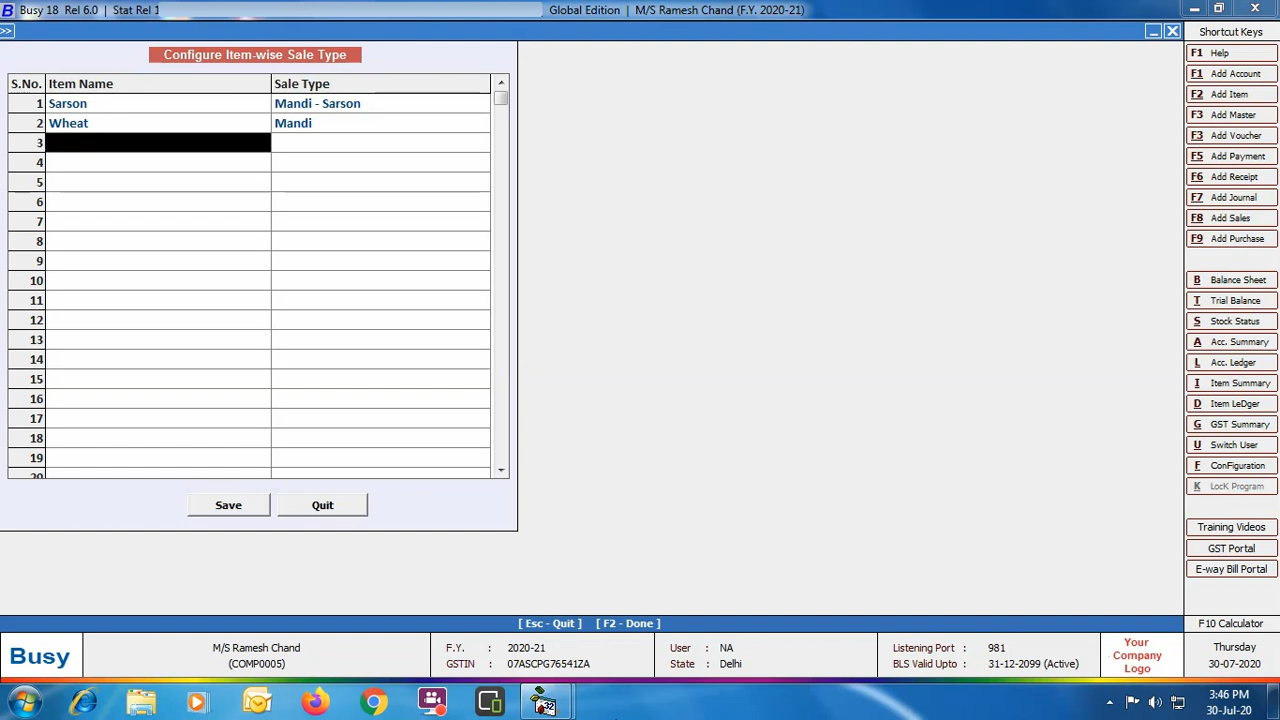 Busy 18 Rel 6.0 | Stat Rel 1
Global Edition | M/S Ramesh Chand (F.Y. 2020-21)
>>
Configure Item-wise Sale Type
S.No. Item Name Sale Type
1 Sarson Mandi - Sarson
2 Wheat Mandi
3
4
5
6
7
8
9
10
11
12
13
14
15
16
17
18
19
20
Save Quit
Shortcut Keys
F1 Help
F1 Add Account
F2 Add Item
F3 Add Master
F3 Add Voucher
F5 Add Payment
F6 Add Receipt
F7 Add Journal
F8 Add Sales
F9 Add Purchase
B Balance Sheet
T Trial Balance
S Stock Status
A Acc. Summary
L Acc. Ledger
I Item Summary
D Item LeDger
G GST Summary
U Switch User
F ConFiguration
K LocK Program
Training Videos
GST Portal
E-way Bill Portal
[ Esc - Quit ] [ F2 - Done ]
F10 Calculator
Busy
M/S Ramesh Chand
(COMP0005)
F.Y. : 2020-21
GSTIN : 07ASCPG76541ZA
User : NA
State : Delhi
Listening Port : 981
BLS Valid Upto : 31-12-2099 (Active)
Your
Company
Logo
Thursday
30-07-2020
32
3:46 PM
30-Jul-20